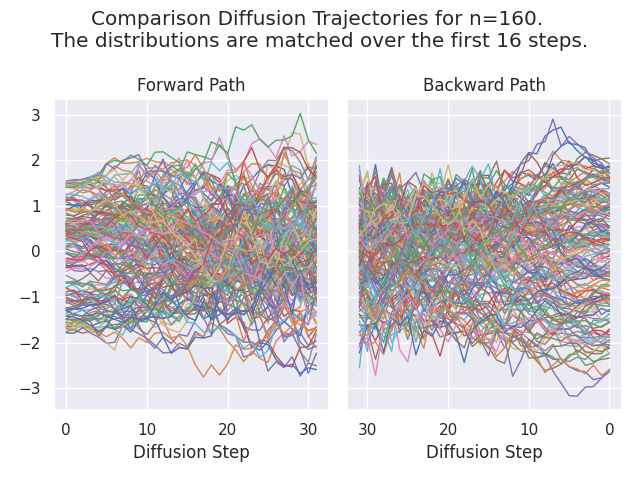 Comparison Diffusion Trajectories for n=160.
The distributions are matched over the first 16 steps.
Forward Path
Backward Path
3
2
1
0
−1
−2
−3
0 10 20 30
30 20 10 0
Diffusion Step
Diffusion Step